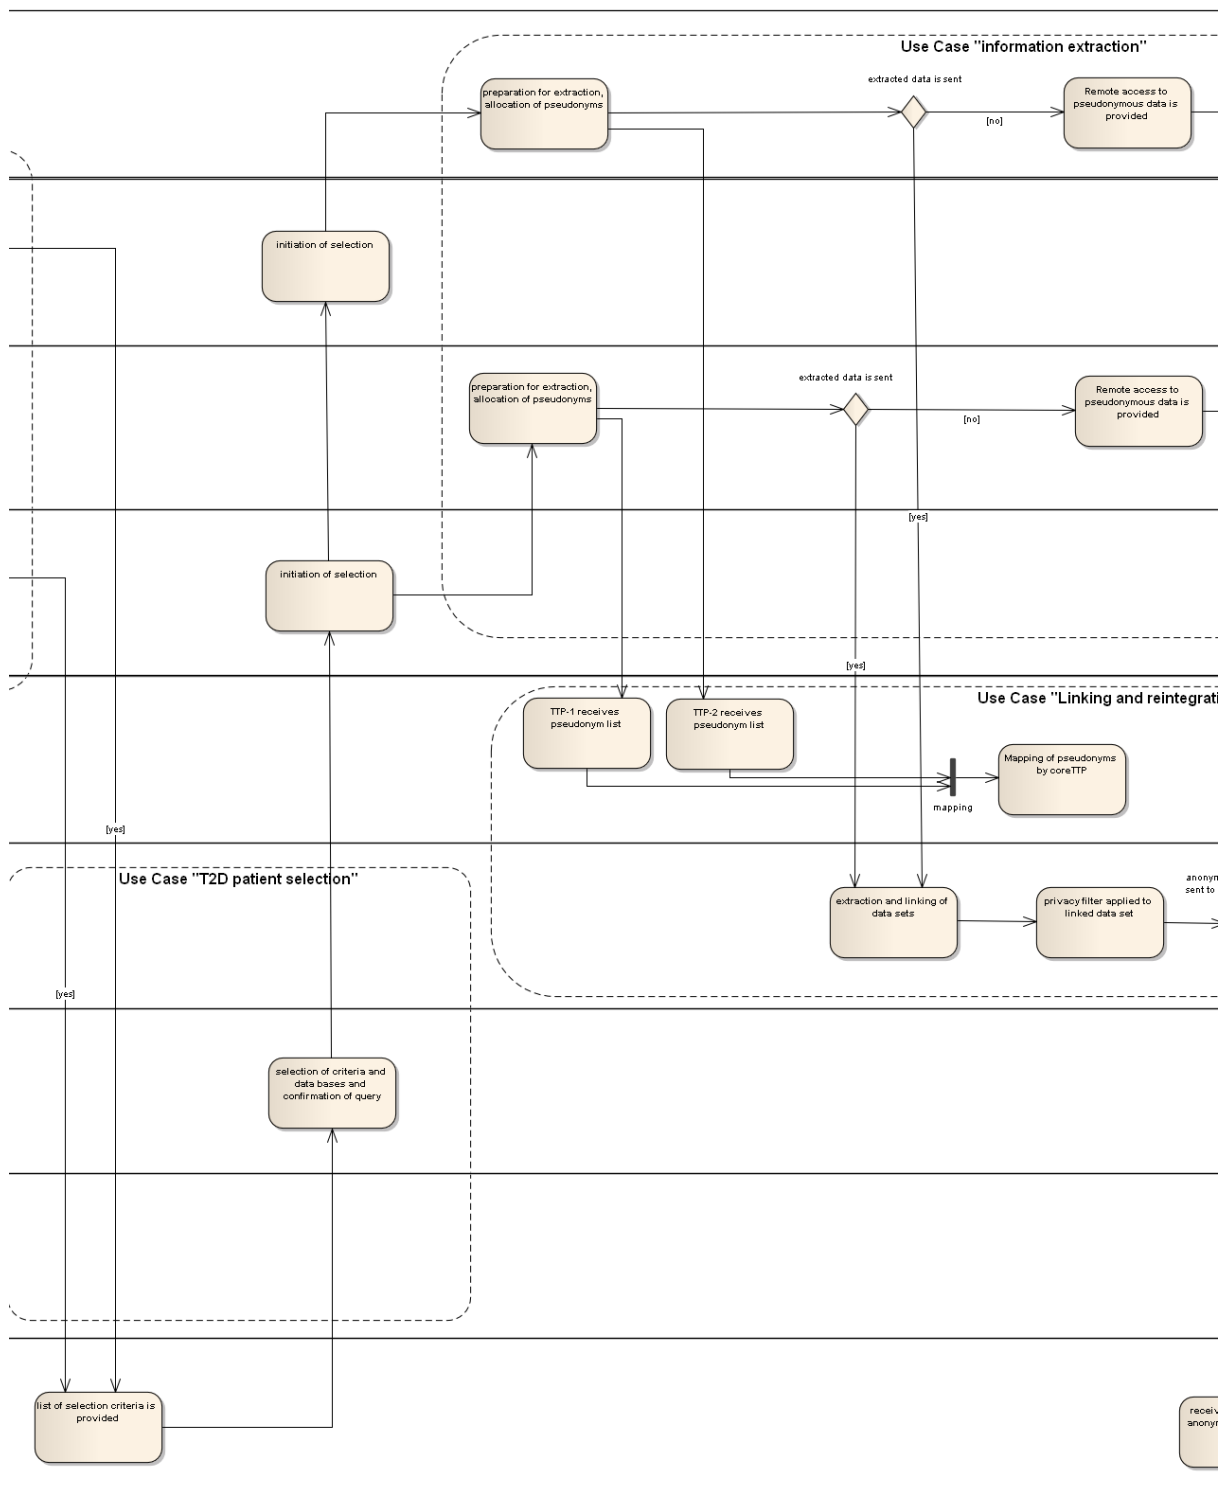 Use Case "information extraction"
extracted data is sent
preparation for extraction,
allocation of pseudonyms
[no]
Remote access to
pseudonymous data is
provided
initiation of selection
preparation for extraction,
allocation of pseudonyms
extracted data is sent
[no]
Remote access to
pseudonymous data is
provided
[yes]
initiation of selection
[yes]
Use Case "Linking and reintegrati
TTP-1 receives
pseudonym list
TTP-2 receives
pseudonym list
Mapping of pseudonyms
by coreTTP
mapping
[yes]
Use Case "T2D patient selection"
anonym
sent to
extraction and linking of
data sets
privacy filter applied to
linked data set
[yes]
selection of criteria and
data bases and
confirmation of query
list of selection criteria is
provided
receiv
anonyr